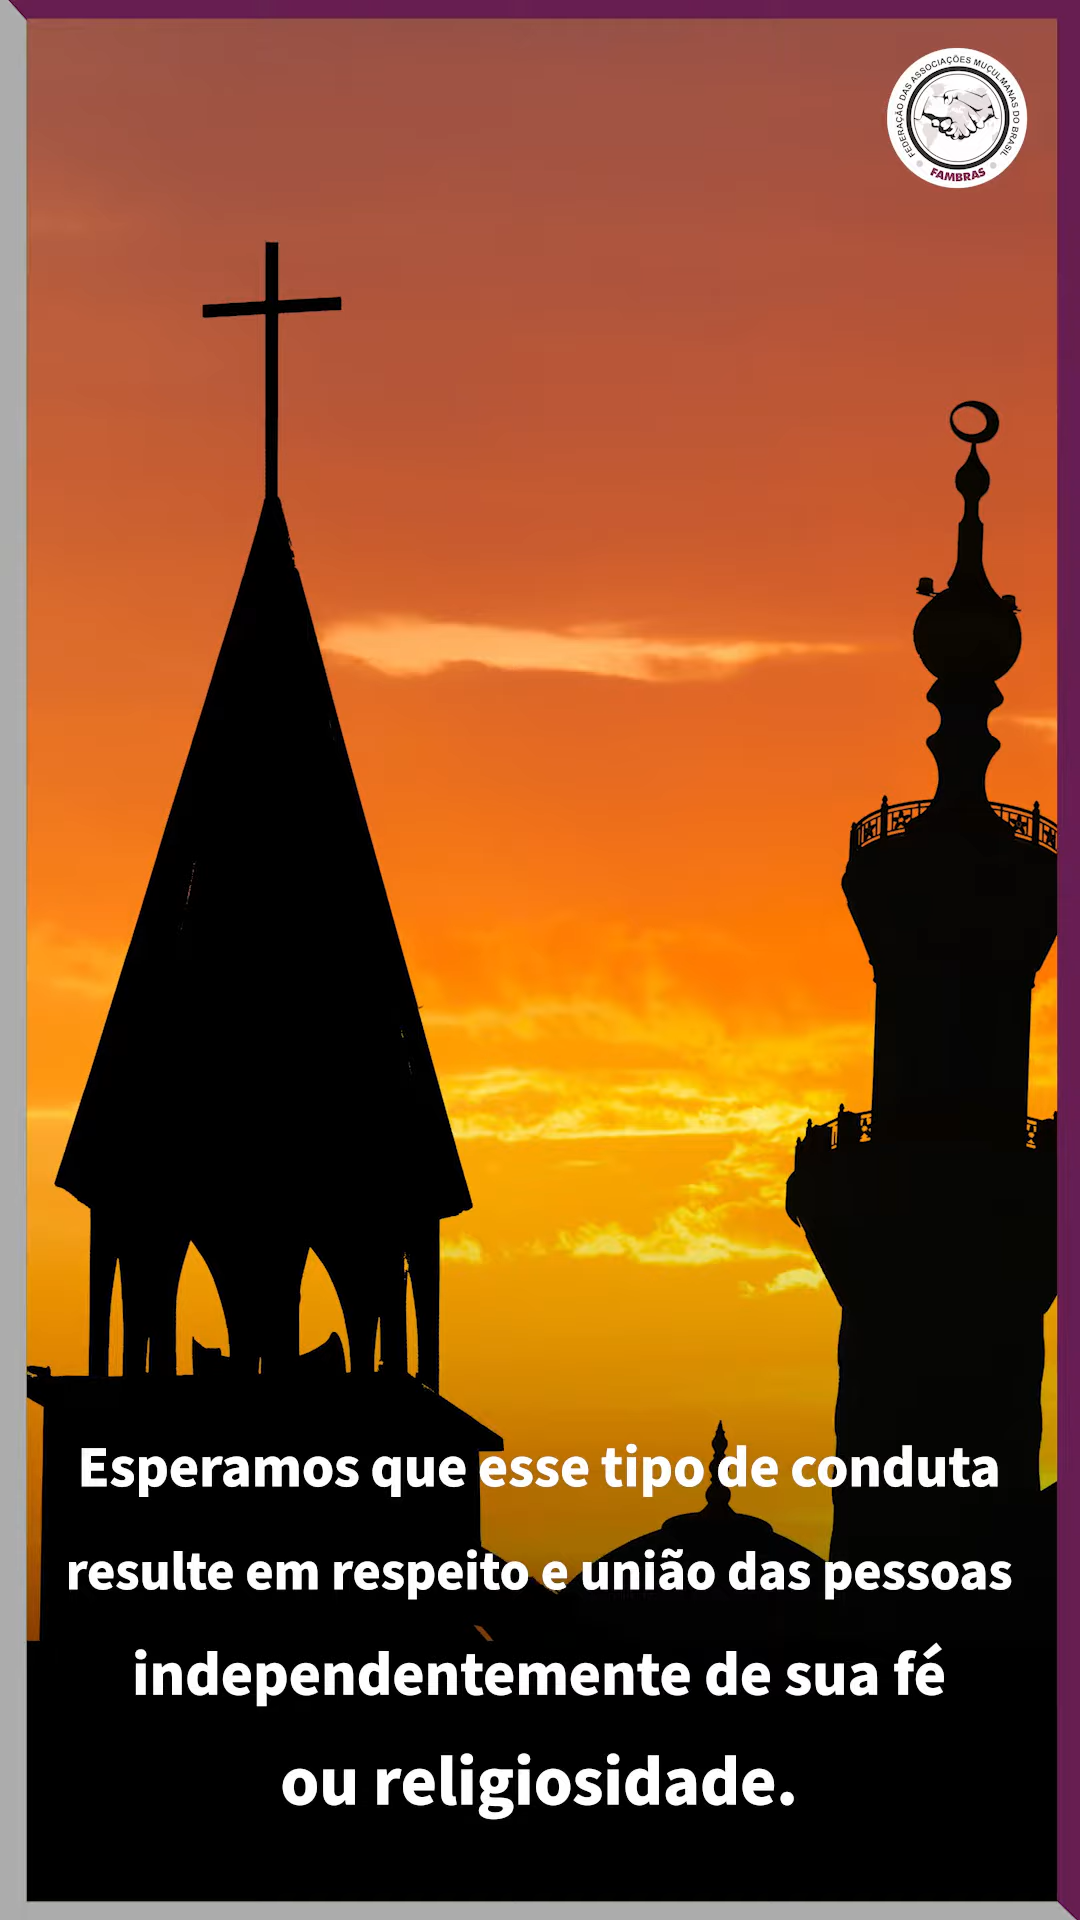 FEDERAÇÃO DAS ASSOCIAÇÕES MUÇULMANAS DO BRASIL
FAMBRAS
Esperamos que esse tipo de conduta
resulte em respeito e união das pessoas
independentemente de sua fé
ou religiosidade.